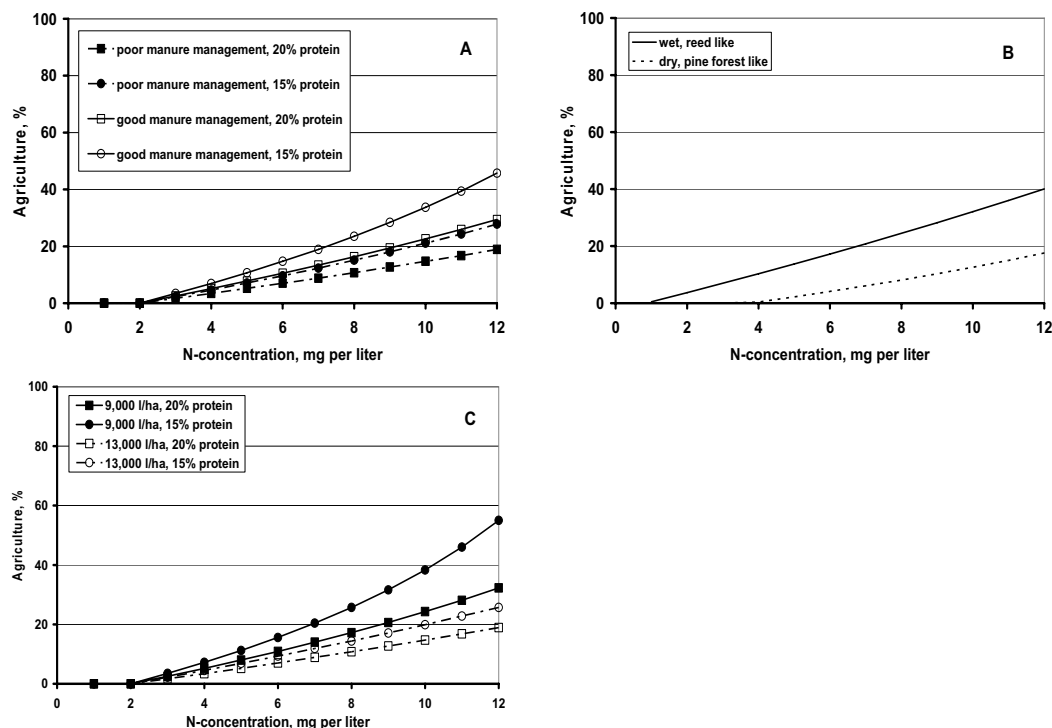 100
80
60
40
20
0
Agriculture, %
A
poor manure management, 20% protein
poor manure management, 15% protein
good manure management, 20% protein
good manure management, 15% protein
0 2 4 6 8 10 12
N-concentration, mg per liter
100
80
60
40
20
0
Agriculture, %
B
wet, reed like
dry, pine forest like
0 2 4 6 8 10 12
N-concentration, mg per liter
100
80
60
40
20
0
Agriculture, %
C
9,000 l/ha, 20% protein
9,000 l/ha, 15% protein
13,000 l/ha, 20% protein
13,000 l/ha, 15% protein
0 2 4 6 8 10 12
N-concentration, mg per liter